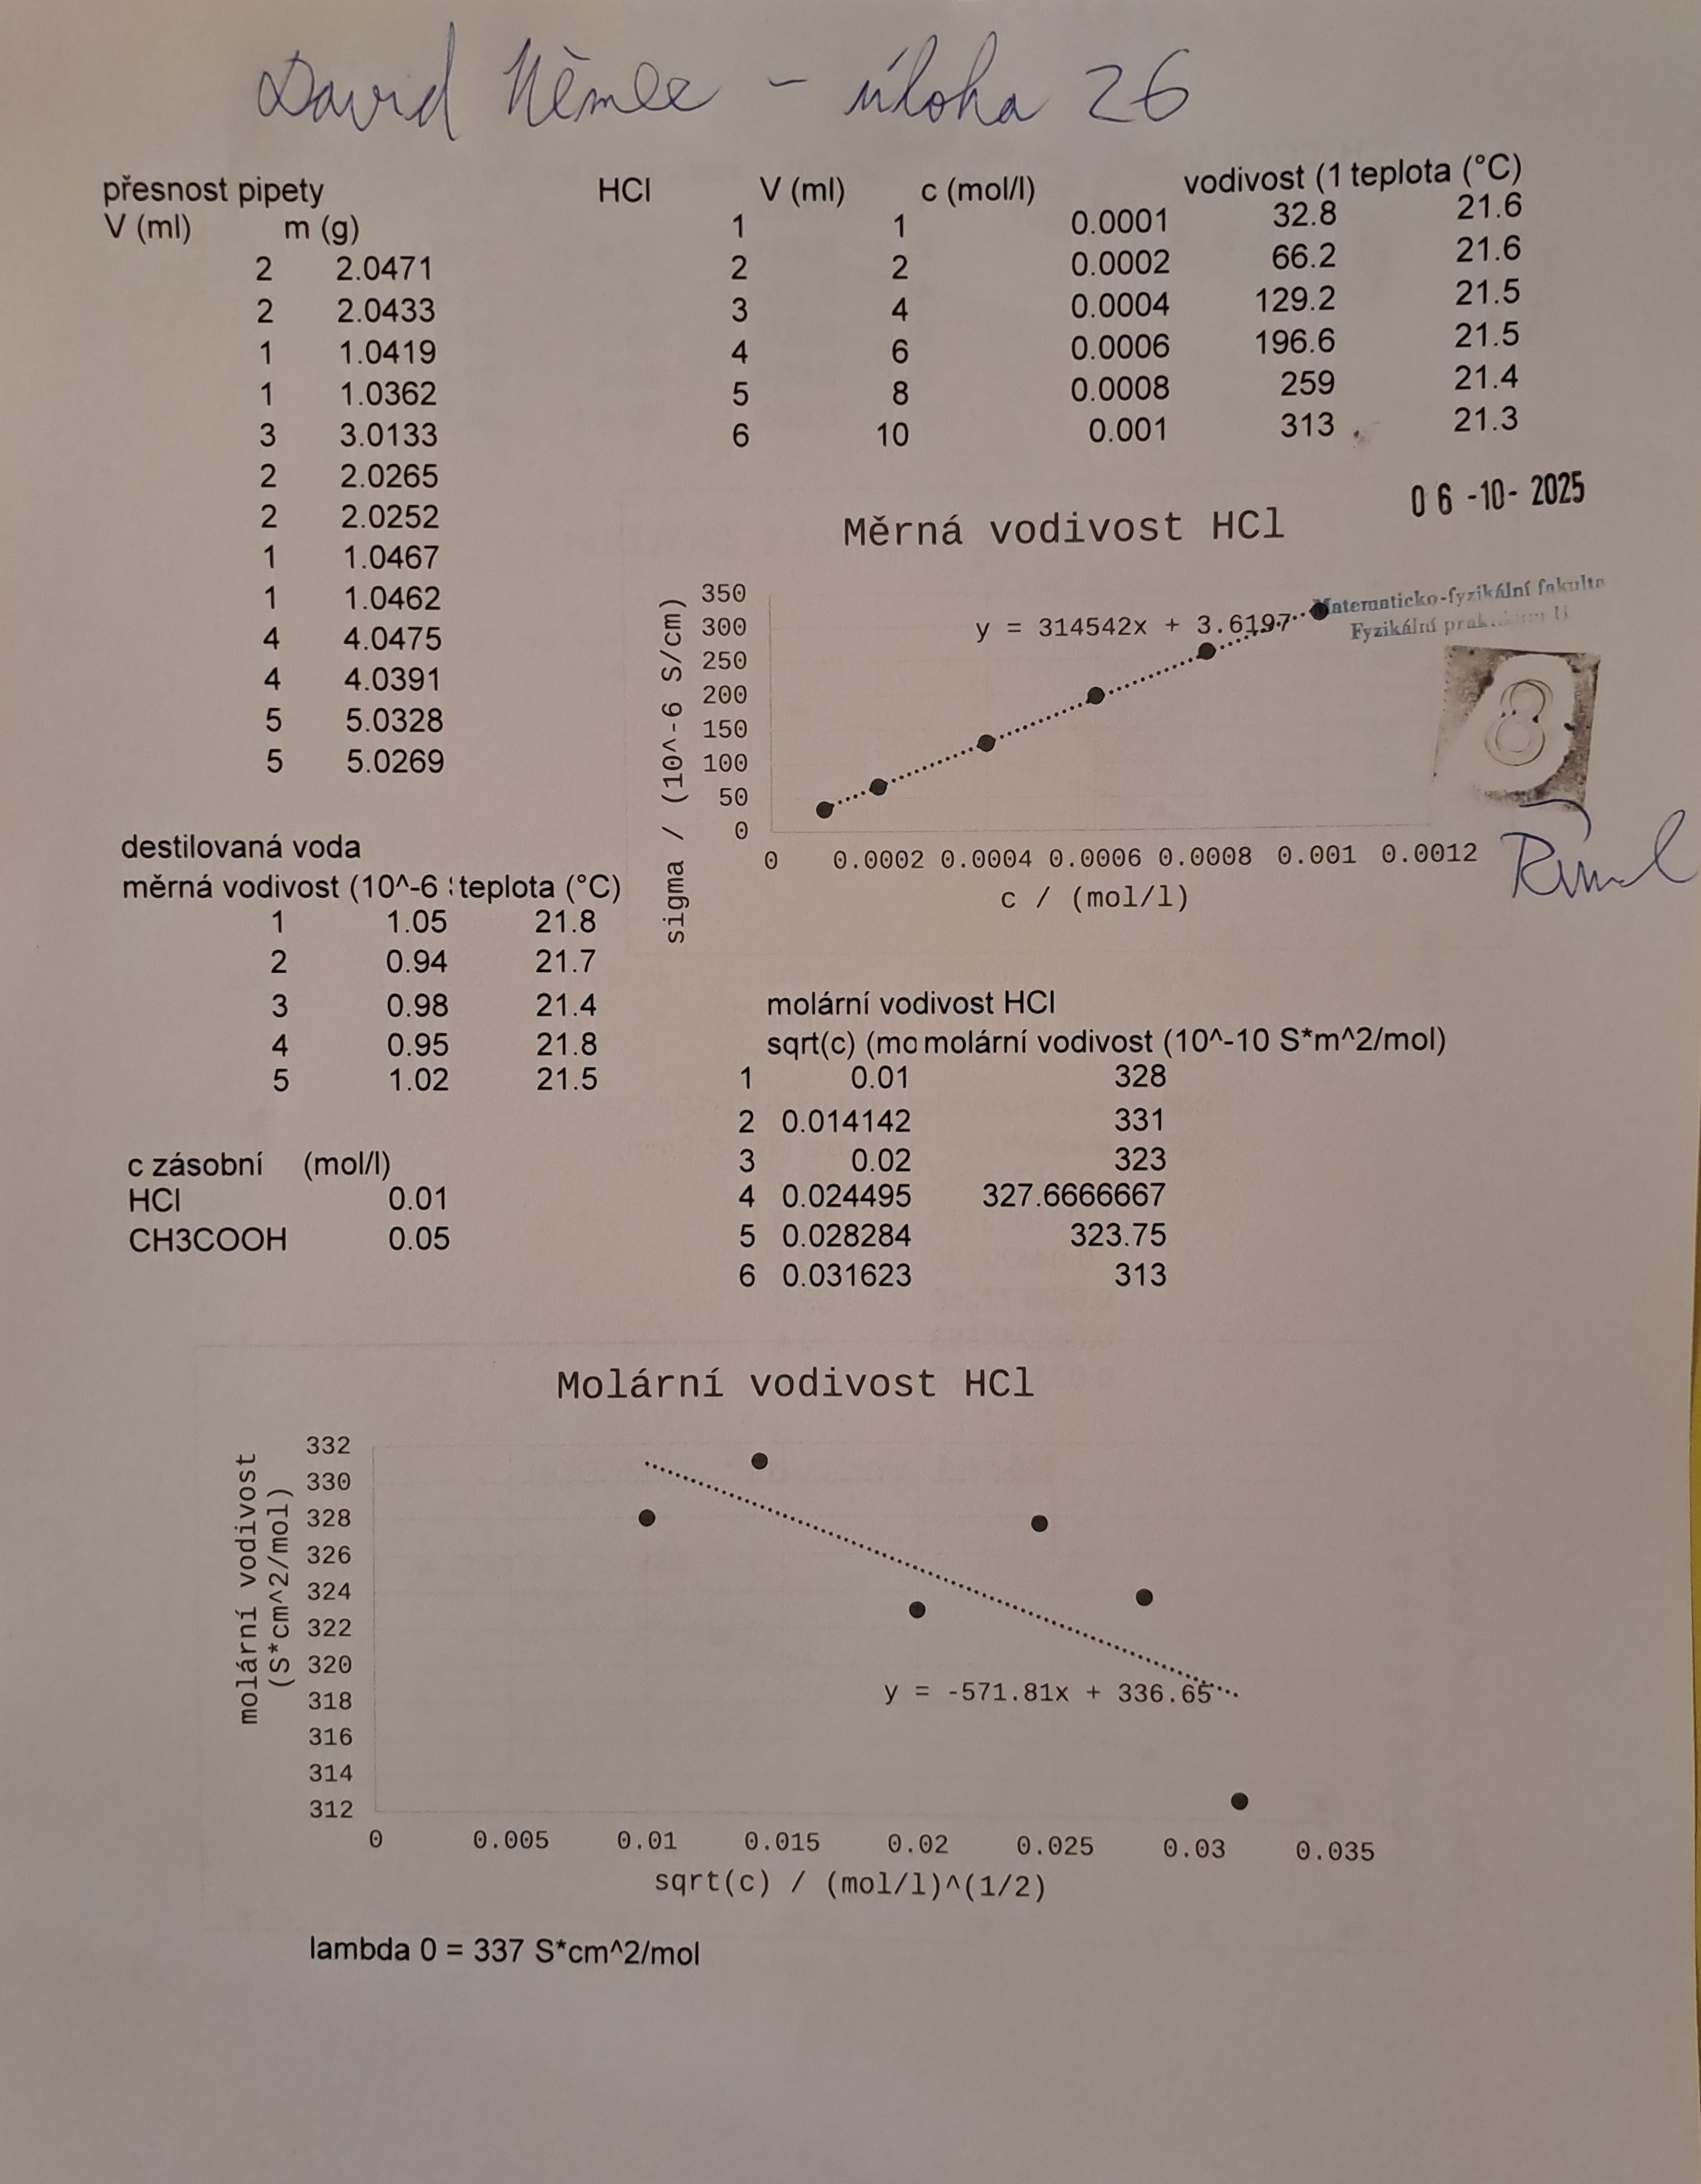 David Němec - úloha 26
přesnost pipety
V (ml) m (g)
2 2.0471
2 2.0433
1 1.0419
1 1.0362
3 3.0133
2 2.0265
2 2.0252
1 1.0467
1 1.0462
4 4.0475
4 4.0391
5 5.0328
5 5.0269
HCl V (ml) c (mol/l) vodivost (1 teplota (°C)
1 1 0.0001 32.8 21.6
2 2 0.0002 66.2 21.6
3 4 0.0004 129.2 21.5
4 6 0.0006 196.6 21.5
5 8 0.0008 259 21.4
6 10 0.001 313 21.3
06-10-2025
Matematicko-fyzikální fakulta
Fyzikální
8
Měrná vodivost HCl
sigma / (10^-6 S/cm)
350
300
250
200
150
100
50
0
y = 314542x + 3.6197
0 0.0002 0.0004 0.0006 0.0008 0.001 0.0012
c / (mol/l)
destilovaná voda
měrná vodivost (10^-6 teplota (°C)
1 1.05 21.8
2 0.94 21.7
3 0.98 21.4
4 0.95 21.8
5 1.02 21.5
c zásobní (mol/l)
HCl 0.01
CH3COOH 0.05
molární vodivost HCl
sqrt(c) (mo molární vodivost (10^-10 S*m^2/mol)
1 0.01 328
2 0.014142 331
3 0.02 323
4 0.024495 327.6666667
5 0.028284 323.75
6 0.031623 313
Molární vodivost HCl
molární vodivost
(S*cm^2/mol)
332
330
328
326
324
322
320
318
316
314
312
y = -571.81x + 336.65
0 0.005 0.01 0.015 0.02 0.025 0.03 0.035
sqrt(c) / (mol/l)^(1/2)
lambda 0 = 337 S*cm^2/mol